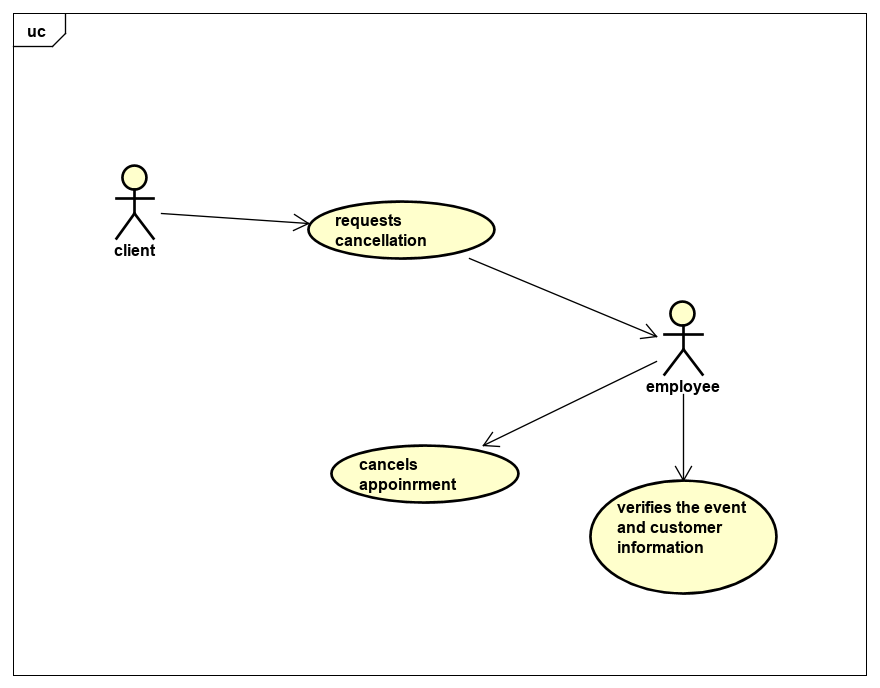 uc
client
requests
cancellation
employee
cancels
appoinrment
verifies the event
and customer
information